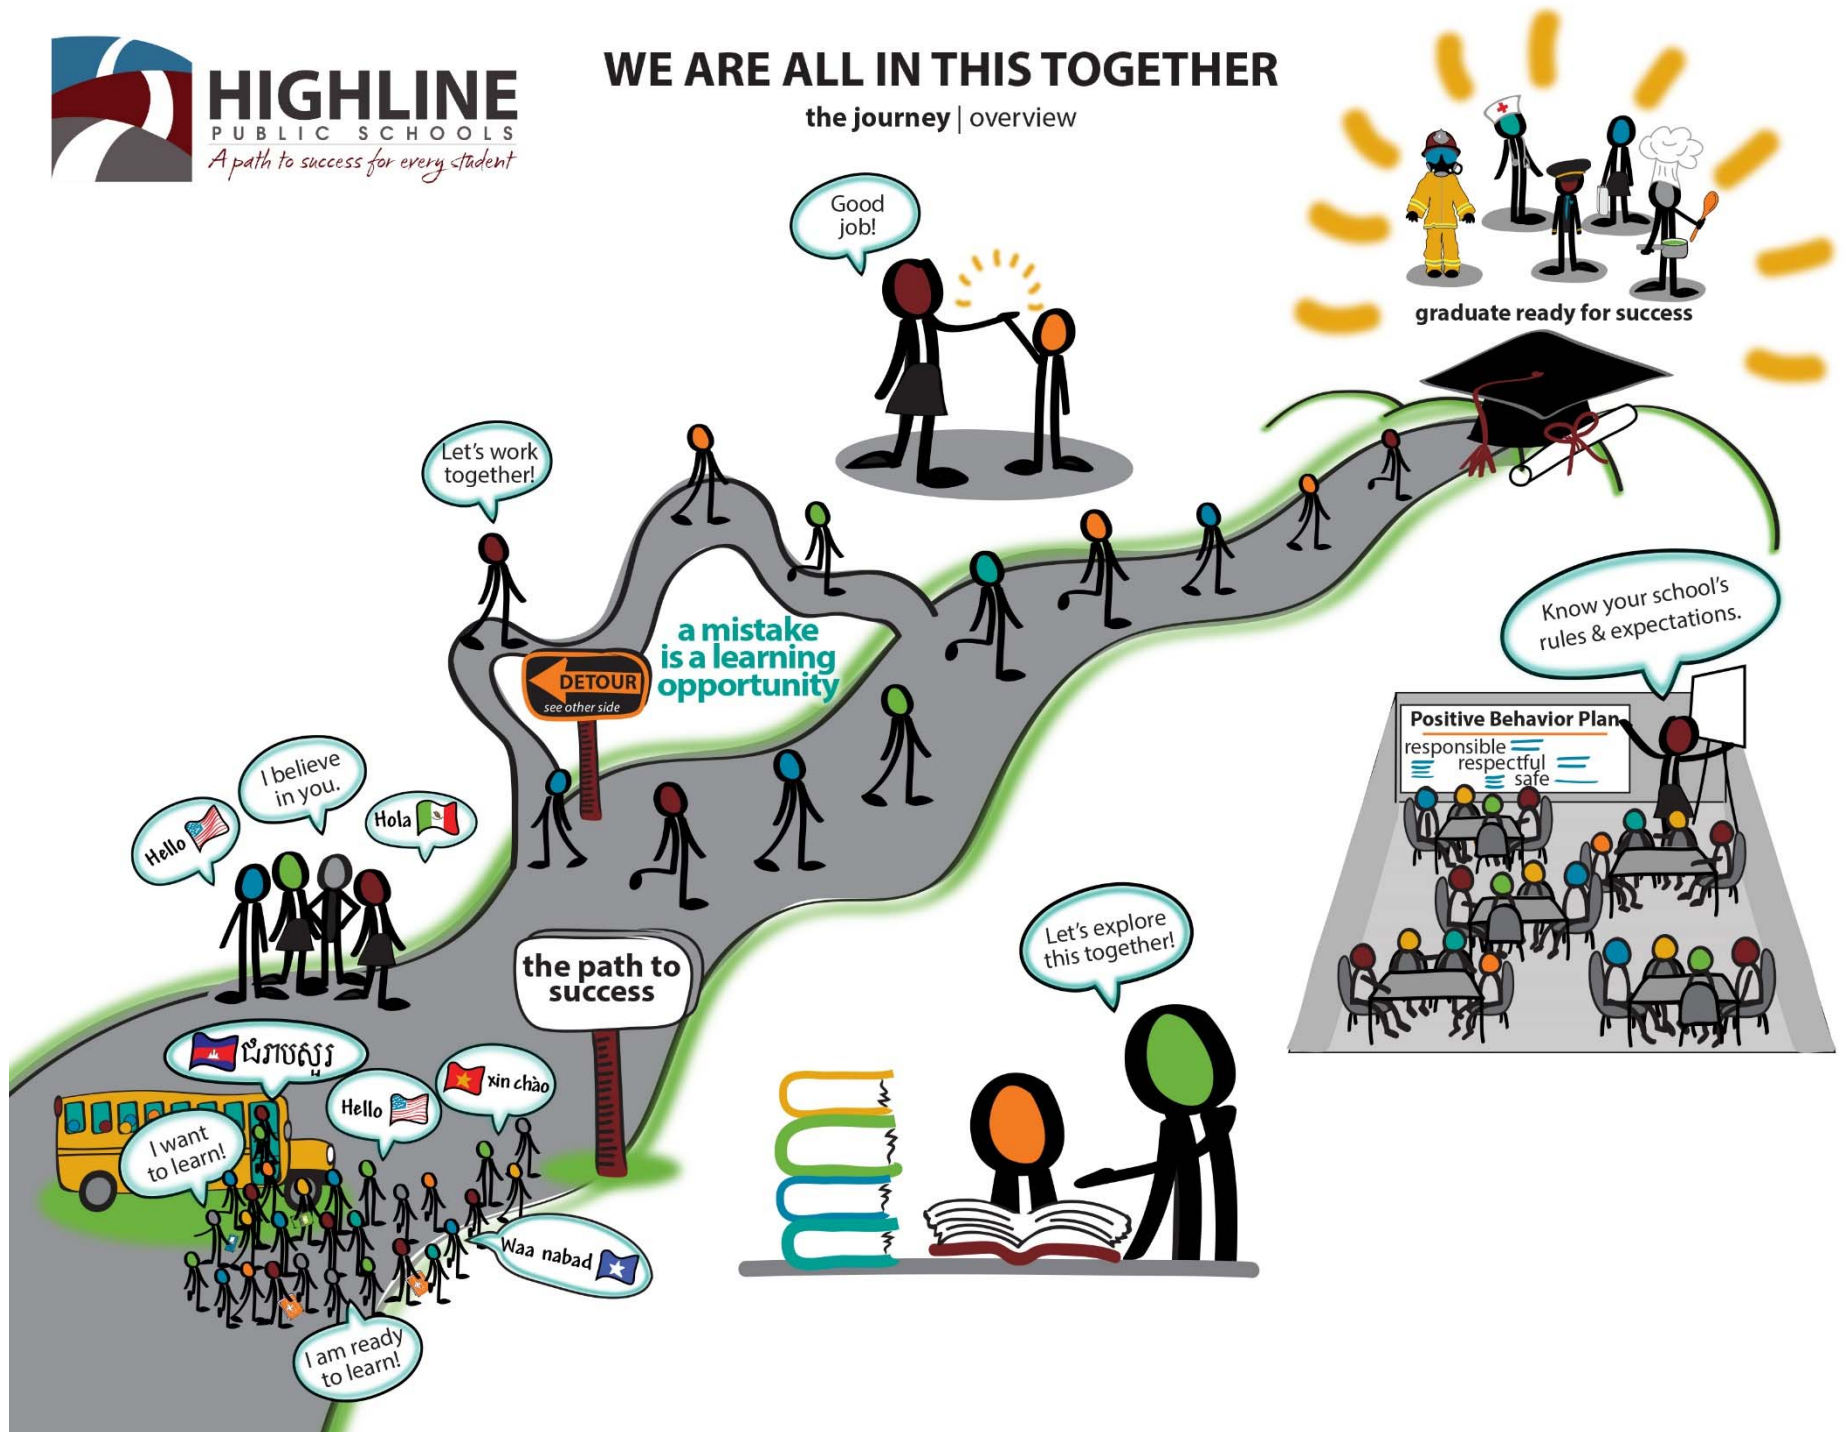 HIGHLINE
PUBLIC SCHOOLS
A path to success for every student
WE ARE ALL IN THIS TOGETHER
the journey | overview
graduate ready for success
Good
job!
Let's work
together!
a mistake
is a learning
opportunity
DETOUR
see other side
Know your school's
rules & expectations.
Positive Behavior Plan
responsible
respectful
safe
I believe
in you.
Hello
Hola
Let's explore
this together!
the path to
success
ជំរាបសួរ
Hello
xin chào
I want
to learn!
Waa nabad
I am ready
to learn!